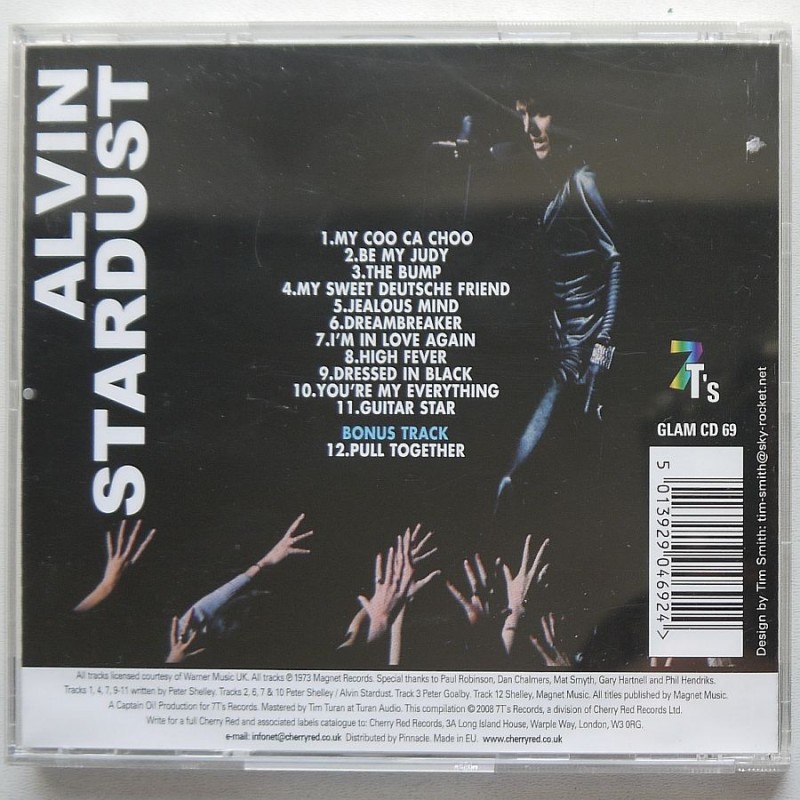 ALVIN
STARDUST
1.MY COO CA CHOO
2.BE MY JUDY
3.THE BUMP
4.MY SWEET DEUTSCHE FRIEND
5.JEALOUS MIND
6.DREAMBREAKER
7.I'M IN LOVE AGAIN
8.HIGH FEVER
9.DRESSED IN BLACK
10.YOU'RE MY EVERYTHING
11.GUITAR STAR
BONUS TRACK
12.PULL TOGETHER
7T's
GLAM CD 69
5 013929 046924 >
Design by Tim Smith: tim-smith@sky-rocket.net
All tracks licensed courtesy of Warner Music UK. All tracks ℗ 1973 Magnet Records. Special thanks to Paul Robinson, Dan Chalmers, Mat Smyth, Gary Hartnell and Phil Hendriks.
Tracks 1, 4, 7, 9-11 written by Peter Shelley. Tracks 2, 6, 7 & 10 Peter Shelley / Alvin Stardust. Track 3 Peter Goalby. Track 12 Shelley, Magnet Music. All titles published by Magnet Music.
A Captain Oi! Production for 7T's Records. Mastered by Tim Turan at Turan Audio. This compilation © 2008 7T's Records, a division of Cherry Red Records Ltd.
Write for a full Cherry Red and associated labels catalogue to: Cherry Red Records, 3A Long Island House, Warple Way, London, W3 0RG.
e-mail: infonet@cherryred.co.uk Distributed by Pinnacle. Made in EU www.cherryred.co.uk